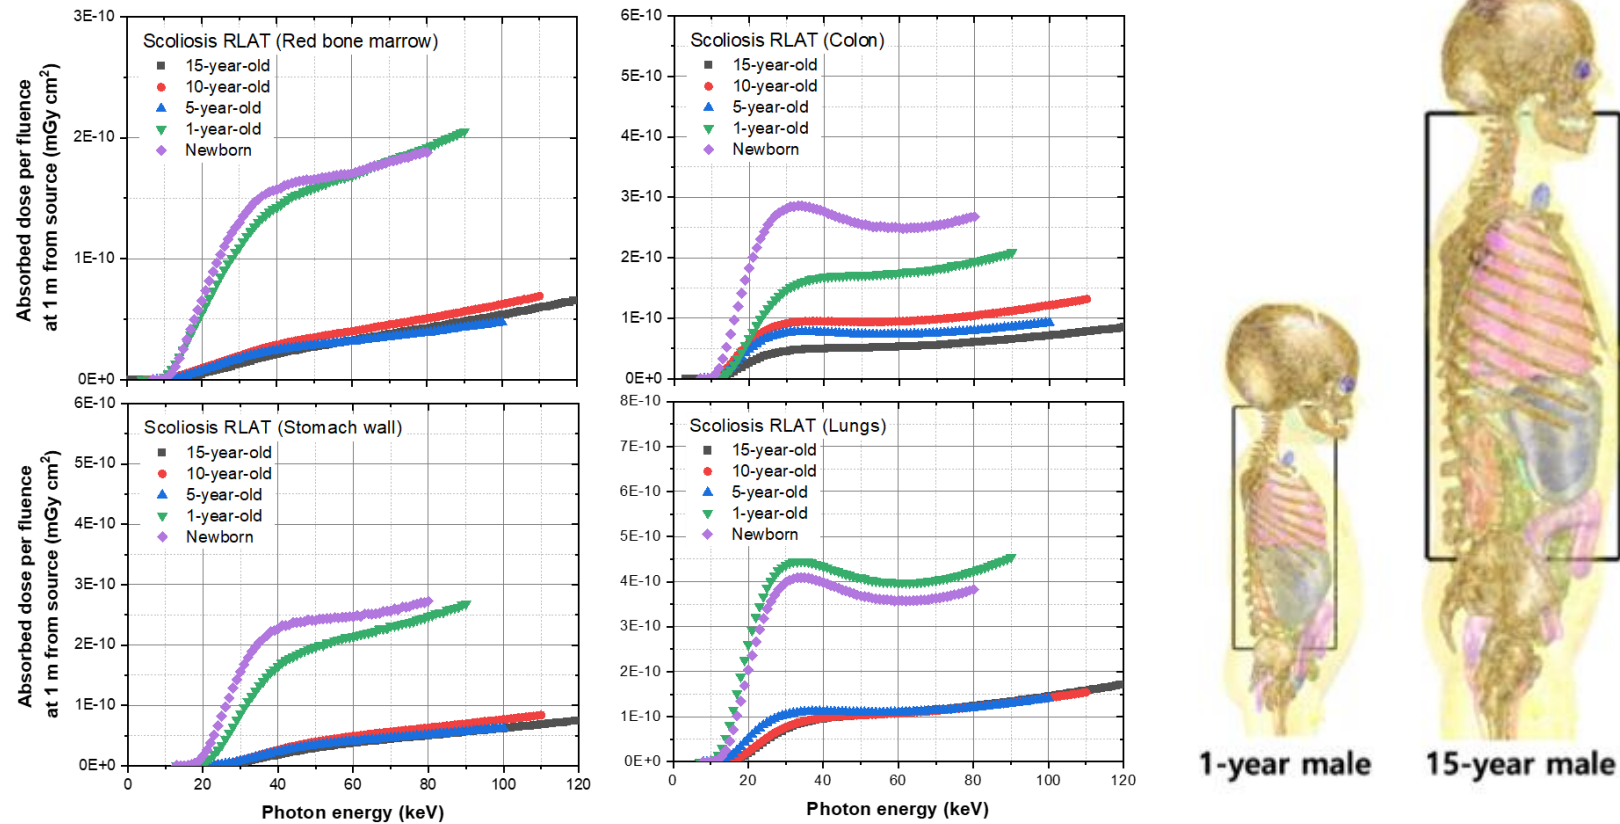 Absorbed dose per fluence
at 1 m from source (mGy cm²)
3E-10
2E-10
1E-10
0E+0
Scoliosis RLAT (Red bone marrow)
15-year-old
10-year-old
5-year-old
1-year-old
Newborn
6E-10
5E-10
4E-10
3E-10
2E-10
1E-10
0E+0
Scoliosis RLAT (Colon)
15-year-old
10-year-old
5-year-old
1-year-old
Newborn
Absorbed dose per fluence
at 1 m from source (mGy cm²)
6E-10
5E-10
4E-10
3E-10
2E-10
1E-10
0E+0
Scoliosis RLAT (Stomach wall)
15-year-old
10-year-old
5-year-old
1-year-old
Newborn
0 20 40 60 80 100 120
Photon energy (keV)
8E-10
7E-10
6E-10
5E-10
4E-10
3E-10
2E-10
1E-10
0E+0
Scoliosis RLAT (Lungs)
15-year-old
10-year-old
5-year-old
1-year-old
Newborn
0 20 40 60 80 100 120
Photon energy (keV)
1-year male
15-year male